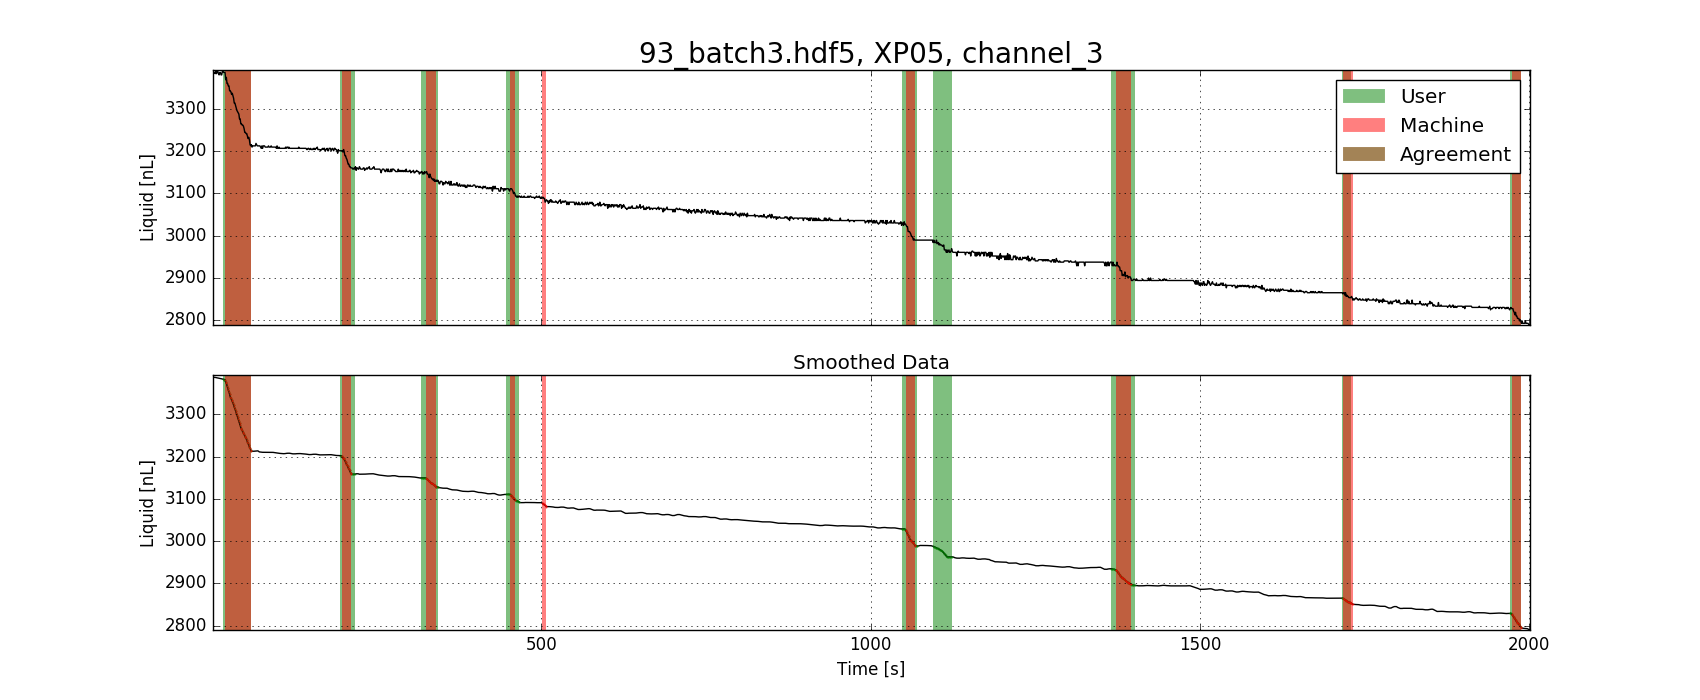 93_batch3.hdf5, XP05, channel_3
Liquid [nL]
3300
3200
3100
3000
2900
2800
User
Machine
Agreement
Smoothed Data
Liquid [nL]
3300
3200
3100
3000
2900
2800
500 1000 1500 2000
Time [s]